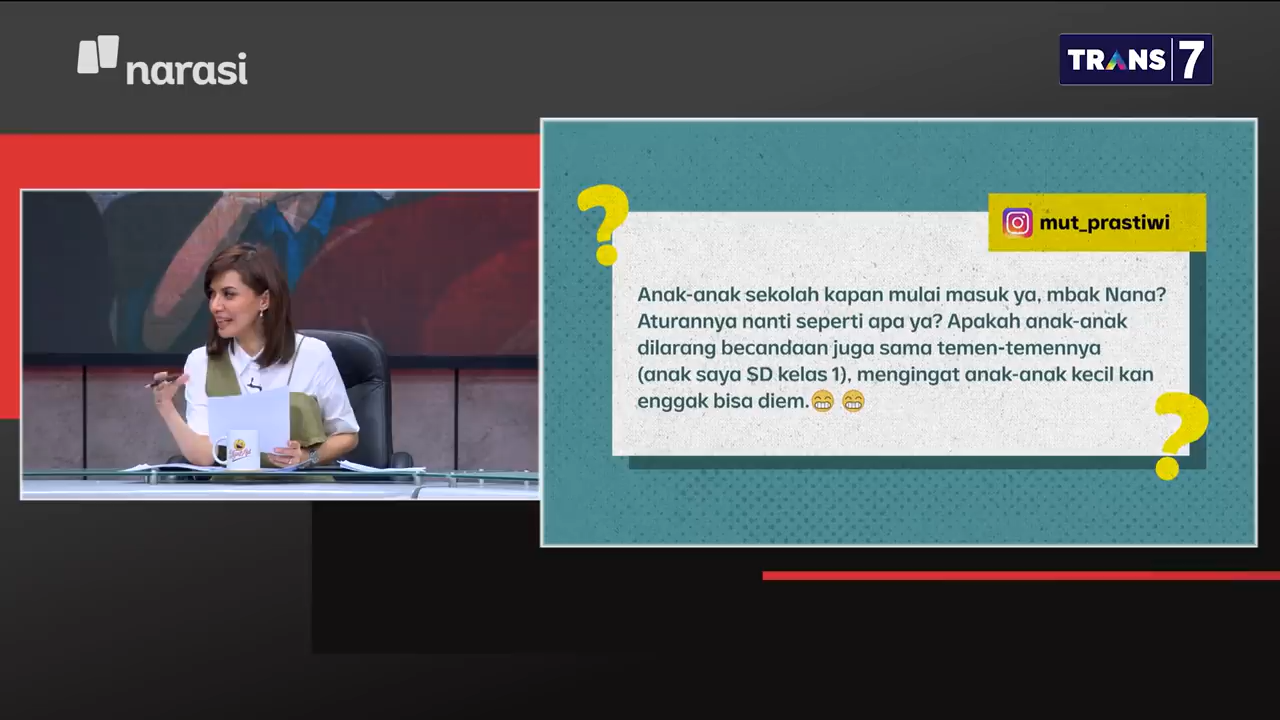 narasi
TRANS 7
mut_prastiwi
Anak-anak sekolah kapan mulai masuk ya, mbak Nana?
Aturannya nanti seperti apa ya? Apakah anak-anak
dilarang becandaan juga sama temen-temennya
(anak saya SD kelas 1), mengingat anak-anak kecil kan
enggak bisa diem.😁 😁